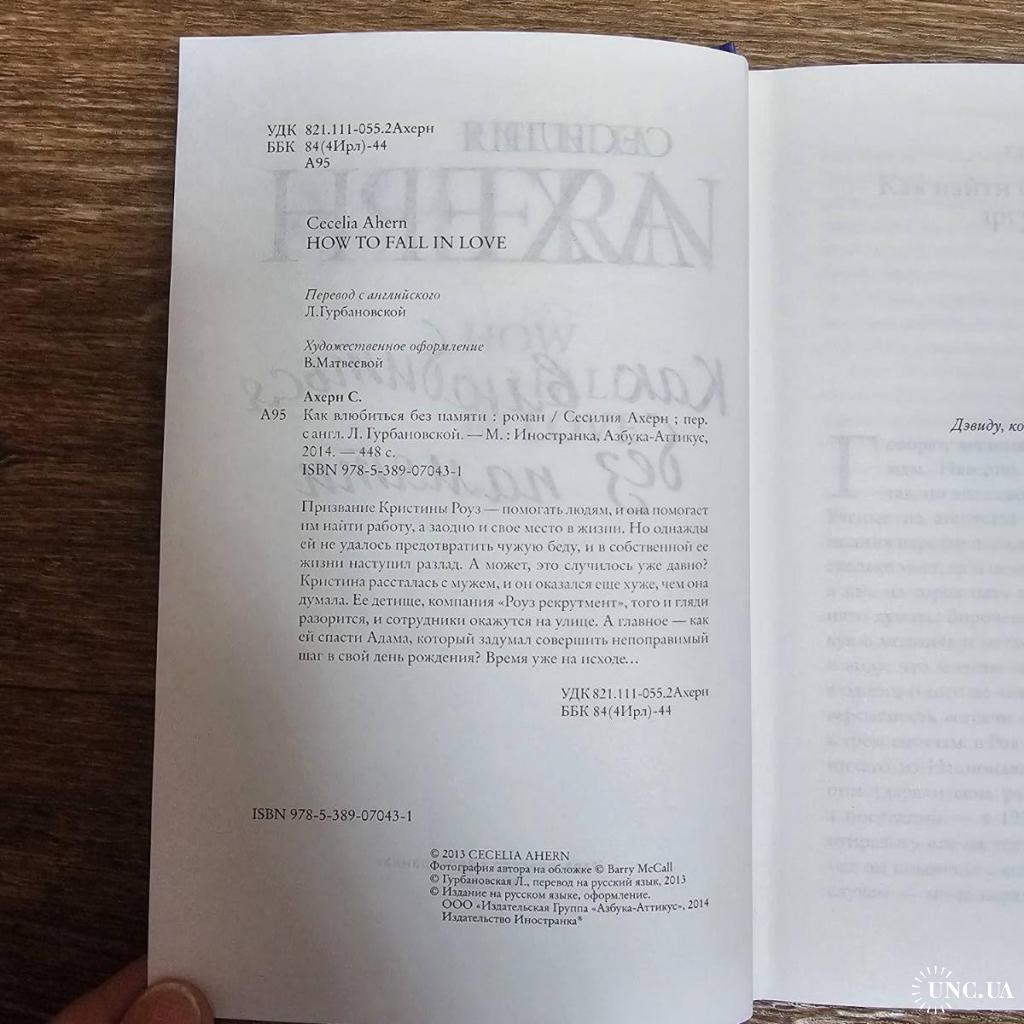 УДК 821.111-055.2Ахерн
ББК 84(4Ирл)-44
А95
Cecelia Ahern
HOW TO FALL IN LOVE
Перевод с английского
Л.Гурбановской
Художественное оформление
В.Матвеевой
Ахерн С.
А95 Как влюбиться без памяти : роман / Сесилия Ахерн ; пер.
с англ. Л. Гурбановской. — М. : Иностранка, Азбука-Аттикус,
2014. — 448 с.
ISBN 978-5-389-07043-1
Призвание Кристины Роуз — помогать людям, и она помогает
им найти работу, а заодно и свое место в жизни. Но однажды
ей не удалось предотвратить чужую беду, и в собственной ее
жизни наступил разлад. А может, это случилось уже давно?
Кристина рассталась с мужем, и он оказался еще хуже, чем она
думала. Ее детище, компания «Роуз рекрутмент», того и гляди
разорится, и сотрудники окажутся на улице. А главное — как
ей спасти Адама, который задумал совершить непоправимый
шаг в свой день рождения? Время уже на исходе…
УДК 821.111-055.2Ахерн
ББК 84(4Ирл)-44
ISBN 978-5-389-07043-1
© 2013 CECELIA AHERN
Фотография автора на обложке © Barry McCall
© Гурбановская Л., перевод на русский язык, 2013
© Издание на русском языке, оформление.
ООО «Издательская Группа «Азбука-Аттикус», 2014
Издательство Иностранка®
Дэвиду, ко
UNC.UA